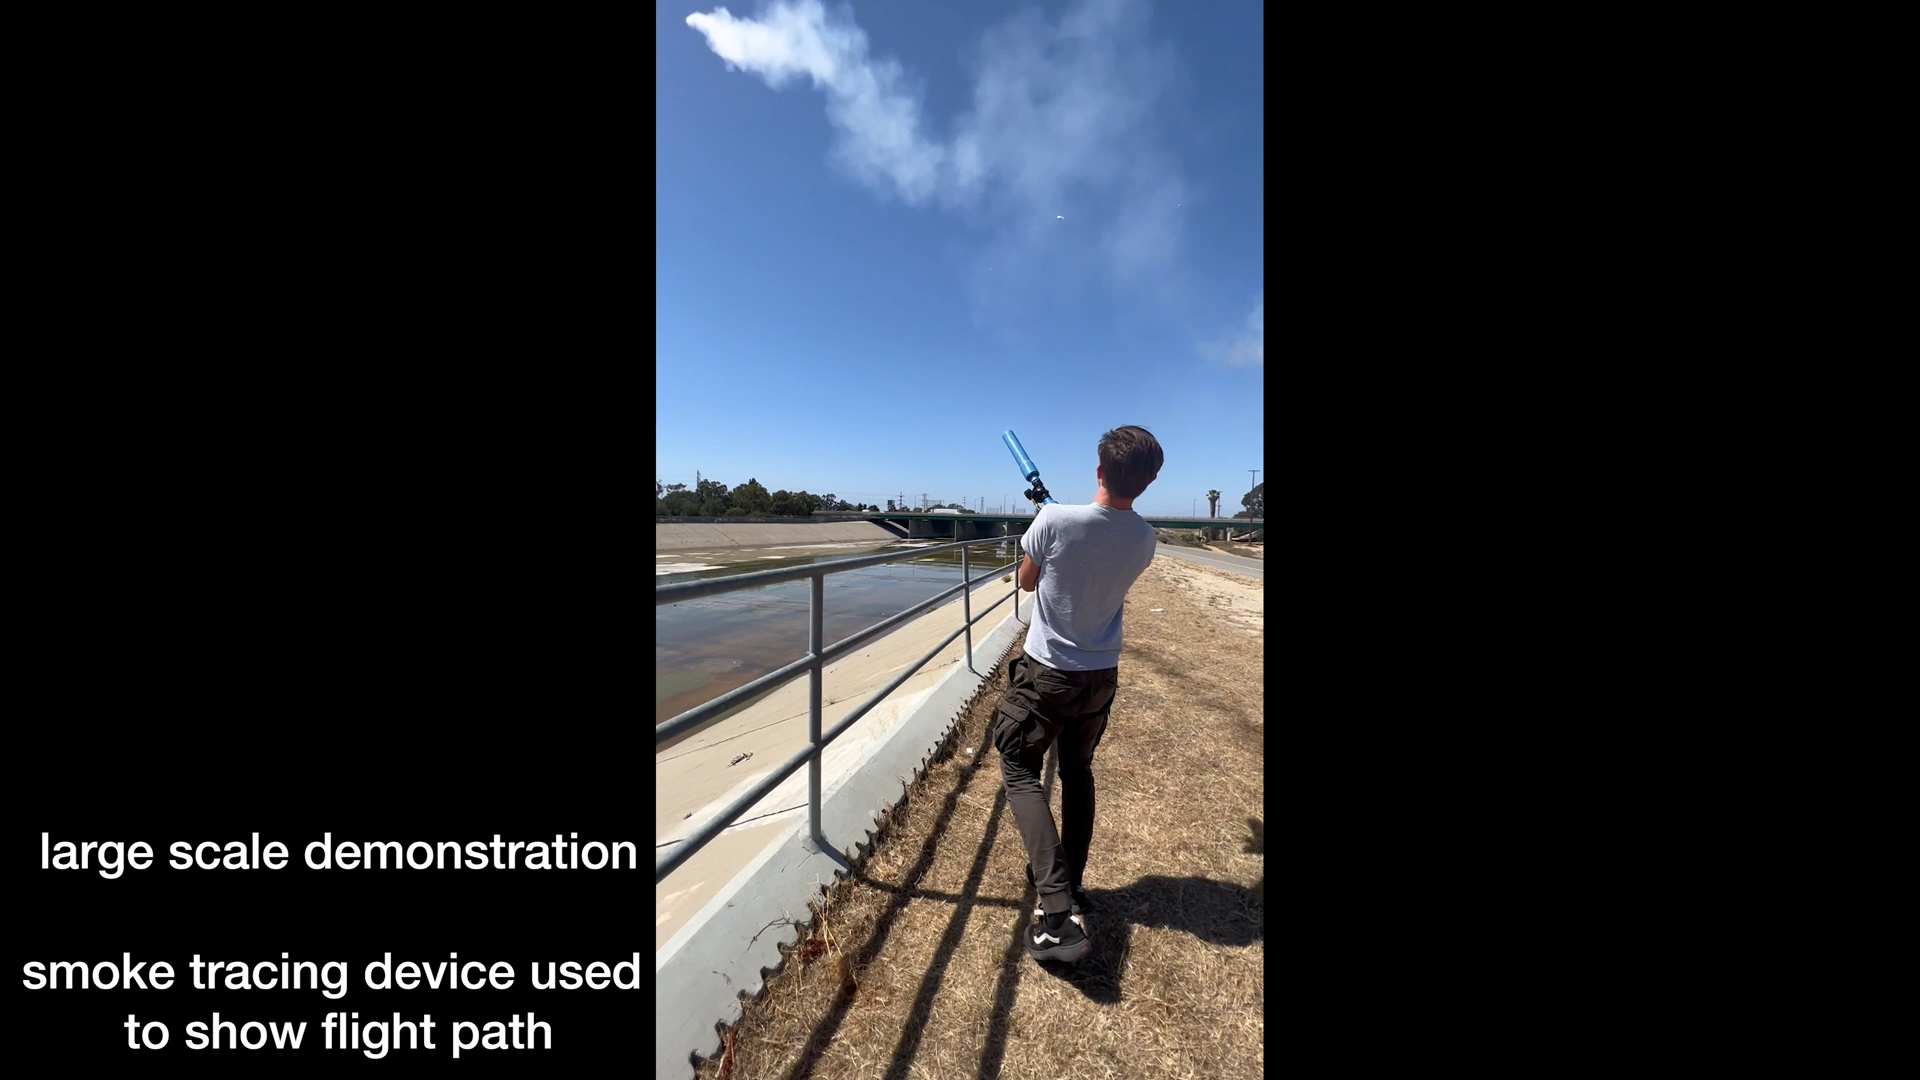 large scale demonstration
smoke tracing device used
to show flight path